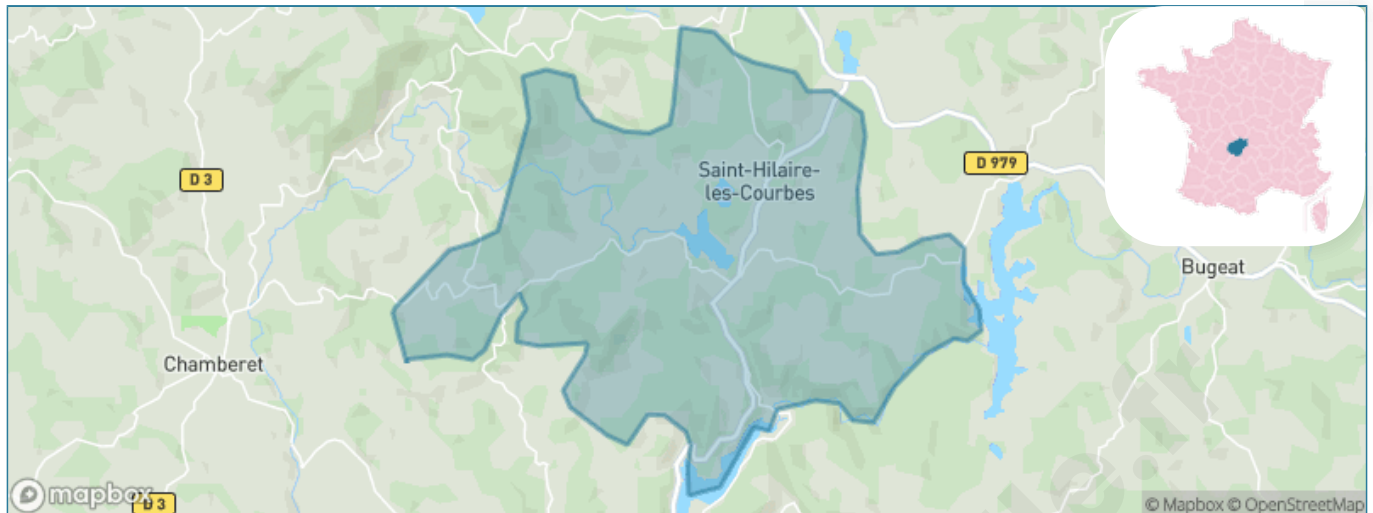 Saint-Hilaire-
les-Courbes
D 979
D 3
Bugeat
Chamberet
mapbox
D 3
© Mapbox © OpenStreetMap